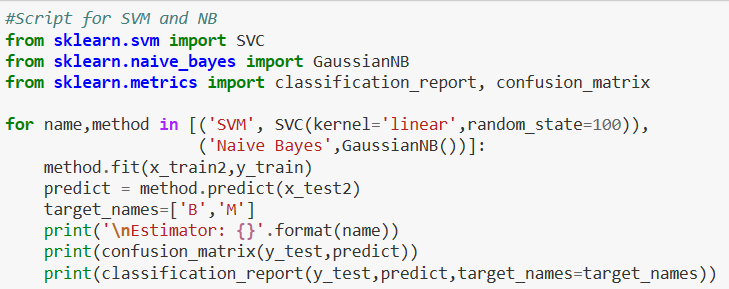 #Script for SVM and NB
from sklearn.svm import SVC
from sklearn.naive_bayes import GaussianNB
from sklearn.metrics import classification_report, confusion_matrix

for name,method in [('SVM', SVC(kernel='linear',random_state=100)),
                    ('Naive Bayes',GaussianNB())]:
    method.fit(x_train2,y_train)
    predict = method.predict(x_test2)
    target_names=['B','M']
    print('\nEstimator: {}'.format(name))
    print(confusion_matrix(y_test,predict))
    print(classification_report(y_test,predict,target_names=target_names))